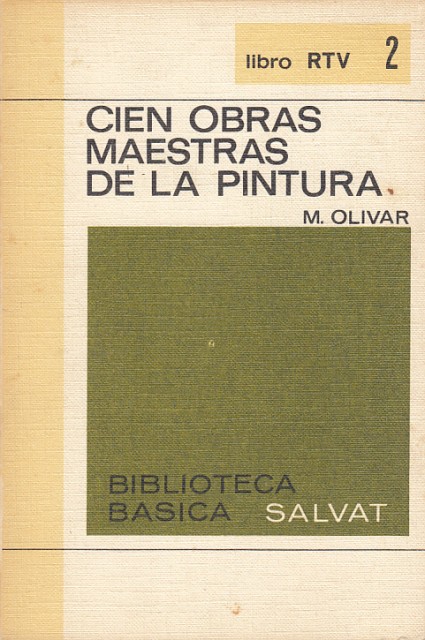 libro RTV 2
CIEN OBRAS
MAESTRAS
DE LA PINTURA
M. OLIVAR
BIBLIOTECA
BASICA SALVAT